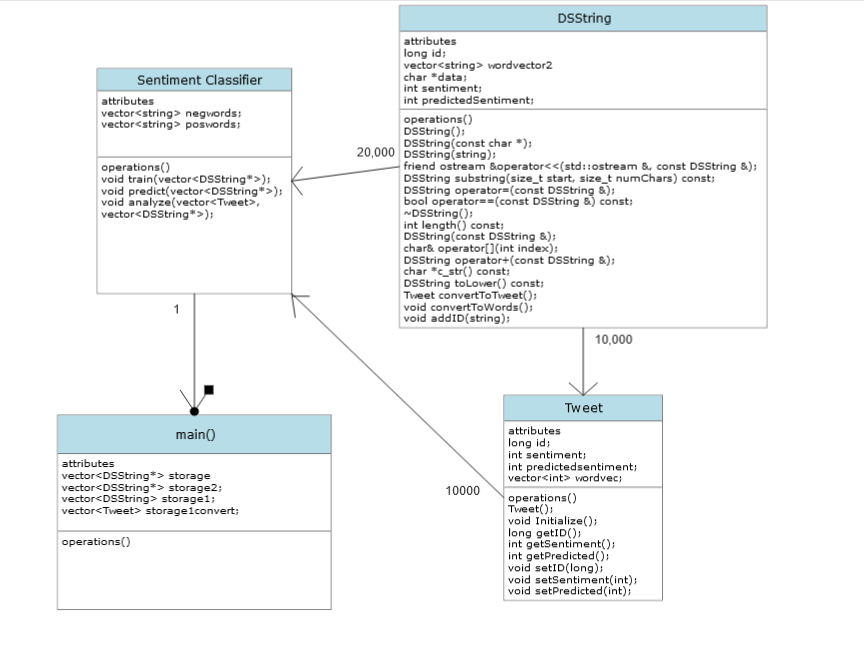 DSString
attributes
long id;
vector<string> wordvector2
char *data;
int sentiment;
int predictedSentiment;
operations()
DSString();
DSString(const char *);
DSString(string);
friend ostream &operator<<(std::ostream &, const DSString &);
DSString substring(size_t start, size_t numChars) const;
DSString operator=(const DSString &);
bool operator==(const DSString &) const;
~DSString();
int length() const;
DSString(const DSString &);
char& operator[](int index);
DSString operator+(const DSString &);
char *c_str() const;
DSString toLower() const;
Tweet convertToTweet();
void convertToWords();
void addID(string);
Sentiment Classifier
attributes
vector<string> negwords;
vector<string> poswords;
operations()
void train(vector<DSString*>);
void predict(vector<DSString*>);
void analyze(vector<Tweet>,
vector<DSString*>);
20,000
1
10,000
10000
main()
attributes
vector<DSString*> storage
vector<DSString*> storage2;
vector<DSString> storage1;
vector<Tweet> storage1convert;
operations()
Tweet
attributes
long id;
int sentiment;
int predictedsentiment;
vector<int> wordvec;
operations()
Tweet();
void Initialize();
long getID();
int getSentiment();
int getPredicted();
void setID(long);
void setSentiment(int);
void setPredicted(int);